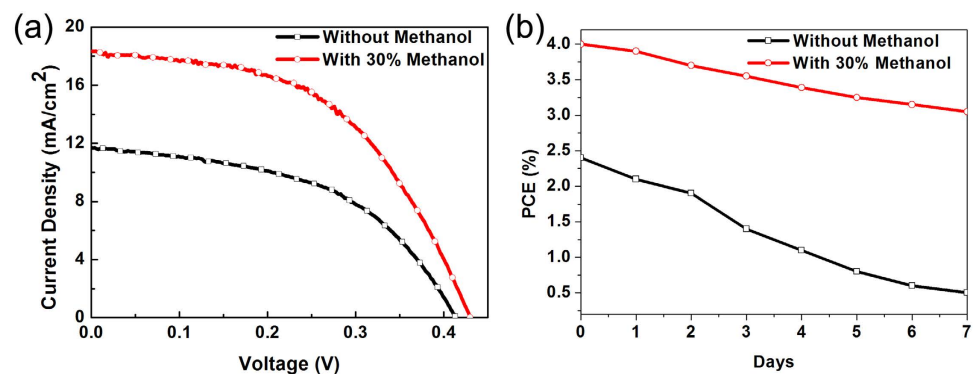 (a)
Current Density (mA/cm²)
20
16
12
8
4
0
0.0 0.1 0.2 0.3 0.4
Voltage (V)
Without Methanol
With 30% Methanol
(b)
PCE (%)
4.0
3.5
3.0
2.5
2.0
1.5
1.0
0.5
0 1 2 3 4 5 6 7
Days
Without Methanol
With 30% Methanol